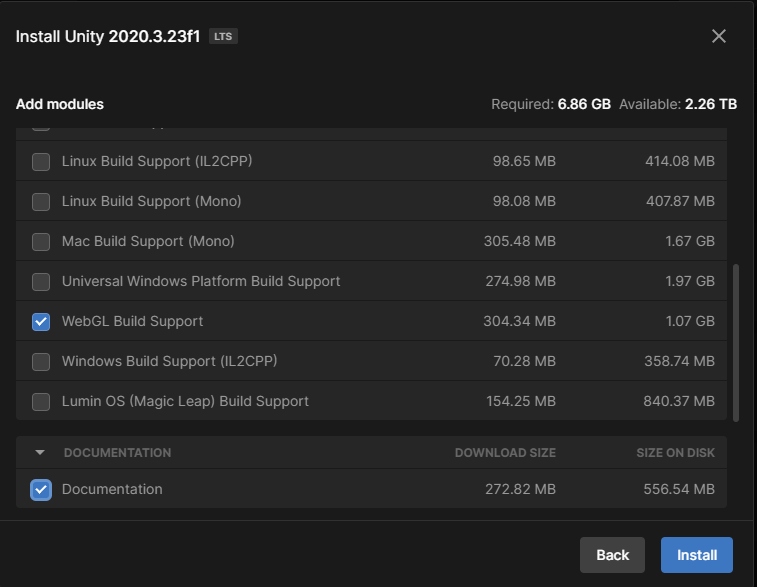 Install Unity 2020.3.23f1 LTS
Add modules Required: 6.86 GB Available: 2.26 TB
Linux Build Support (IL2CPP) 98.65 MB 414.08 MB
Linux Build Support (Mono) 98.08 MB 407.87 MB
Mac Build Support (Mono) 305.48 MB 1.67 GB
Universal Windows Platform Build Support 274.98 MB 1.97 GB
WebGL Build Support 304.34 MB 1.07 GB
Windows Build Support (IL2CPP) 70.28 MB 358.74 MB
Lumin OS (Magic Leap) Build Support 154.25 MB 840.37 MB
DOCUMENTATION DOWNLOAD SIZE SIZE ON DISK
Documentation 272.82 MB 556.54 MB
Back Install